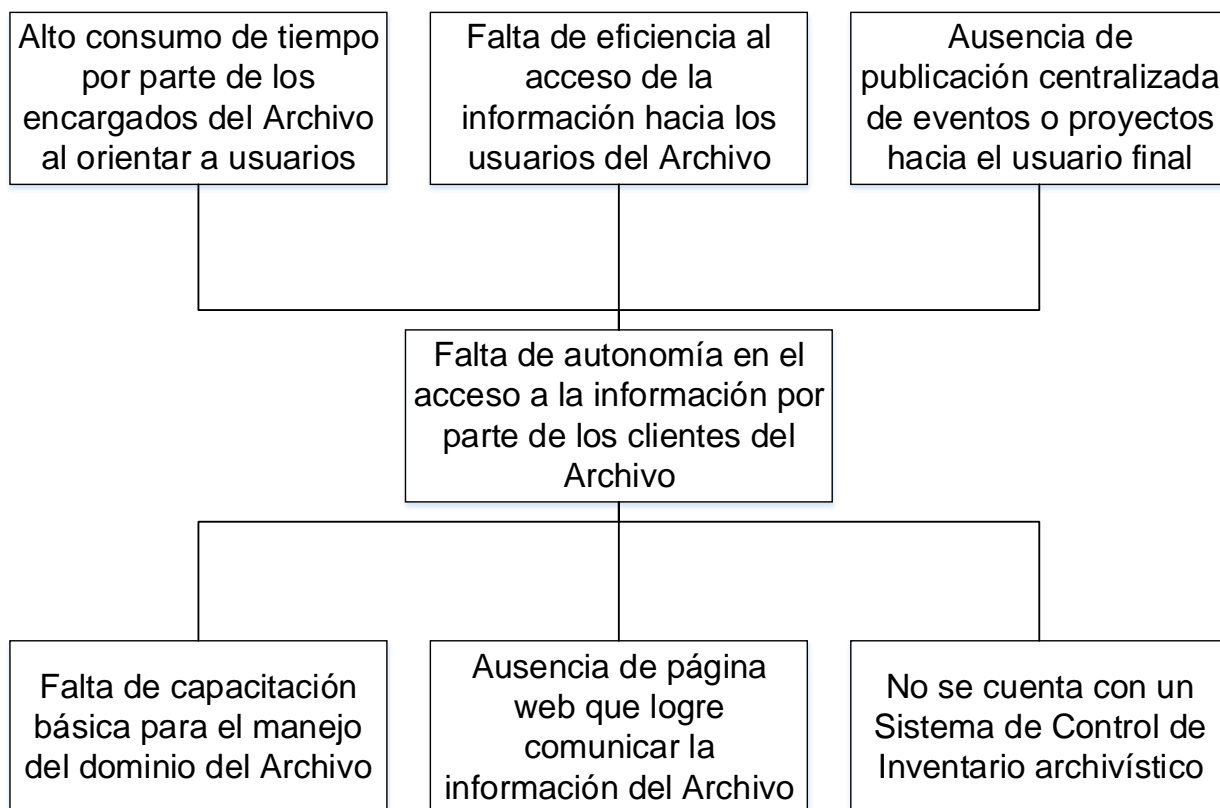 Alto consumo de tiempo
por parte de los
encargados del Archivo
al orientar a usuarios
Falta de eficiencia al
acceso de la
información hacia los
usuarios del Archivo
Ausencia de
publicación centralizada
de eventos o proyectos
hacia el usuario final
Falta de autonomía en el
acceso a la información por
parte de los clientes del
Archivo
Falta de capacitación
básica para el manejo
del dominio del Archivo
Ausencia de página
web que logre
comunicar la
información del Archivo
No se cuenta con un
Sistema de Control de
Inventario archivístico